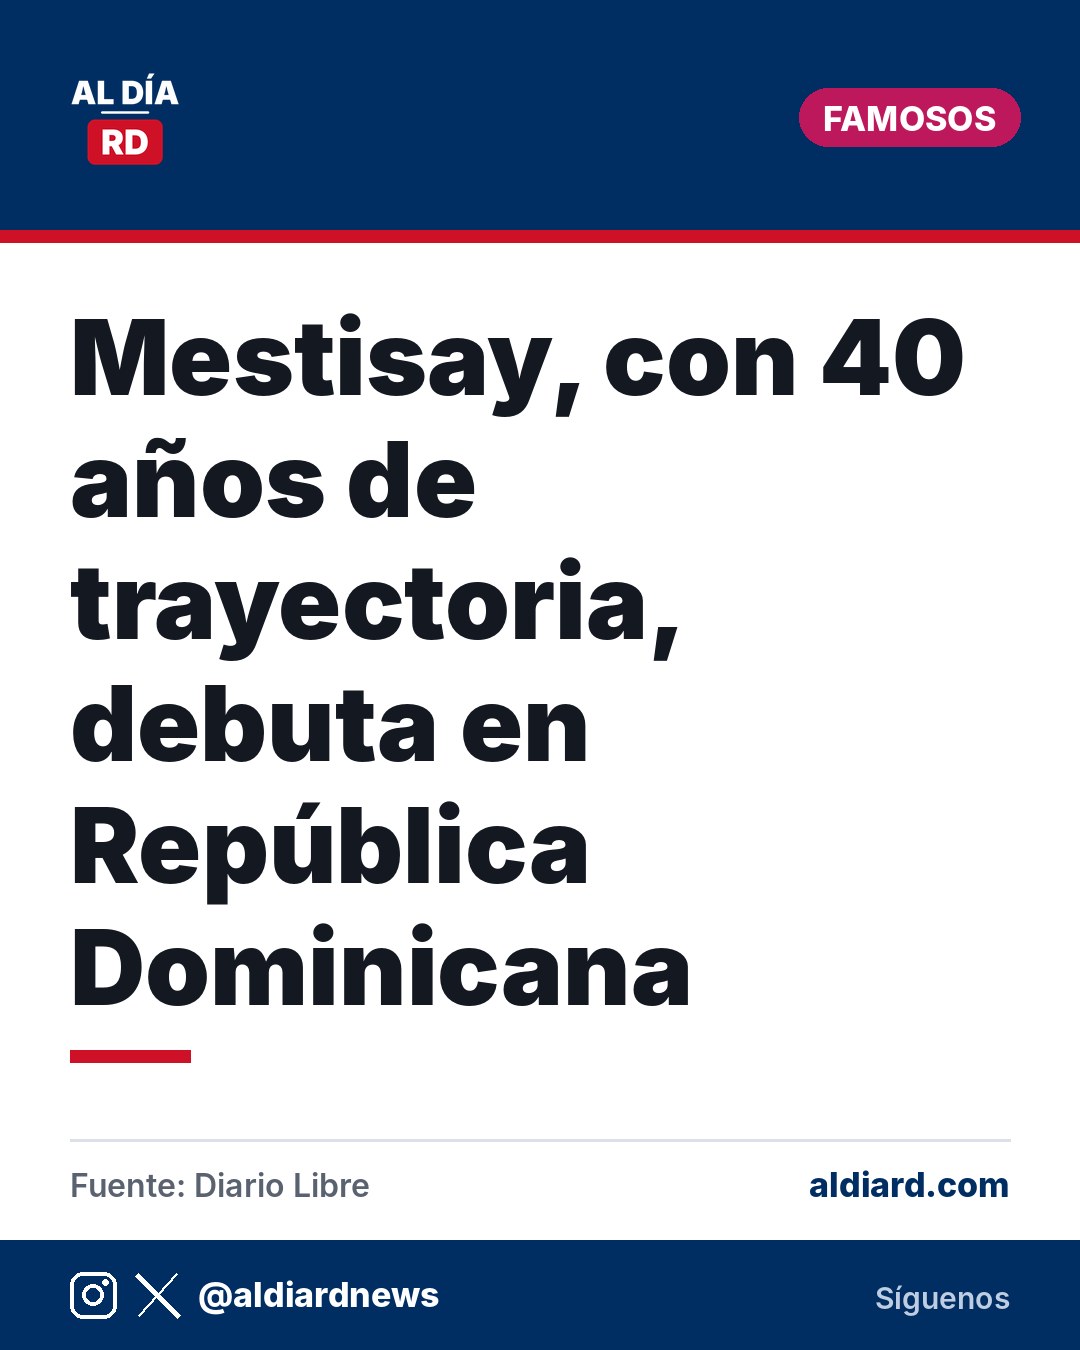 AL DÍA
RD
FAMOSOS
Mestisay, con 40
años de
trayectoria,
debuta en
República
Dominicana
Fuente: Diario Libre
aldiard.com
@aldiardnews
Síguenos